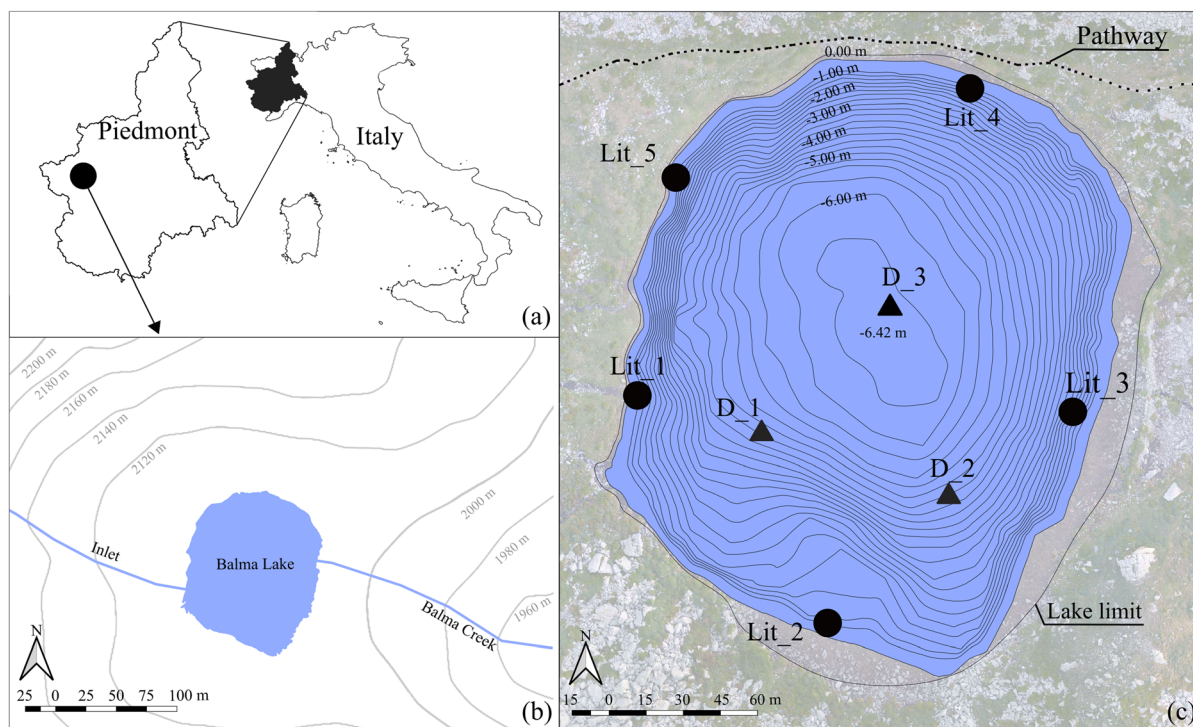 Piedmont
Italy
(a)
2200 m
2180 m
2160 m
2140 m
2120 m
2000 m
1980 m
1960 m
Inlet
Balma Lake
Balma Creek
N
25 0 25 50 75 100 m
(b)
Pathway
0.00 m
-1.00 m
-2.00 m
-3.00 m
-4.00 m
-5.00 m
-6.00 m
Lit_4
Lit_5
D_3
-6.42 m
Lit_1
Lit_3
D_1
D_2
Lit_2
Lake limit
N
15 0 15 30 45 60 m
(c)